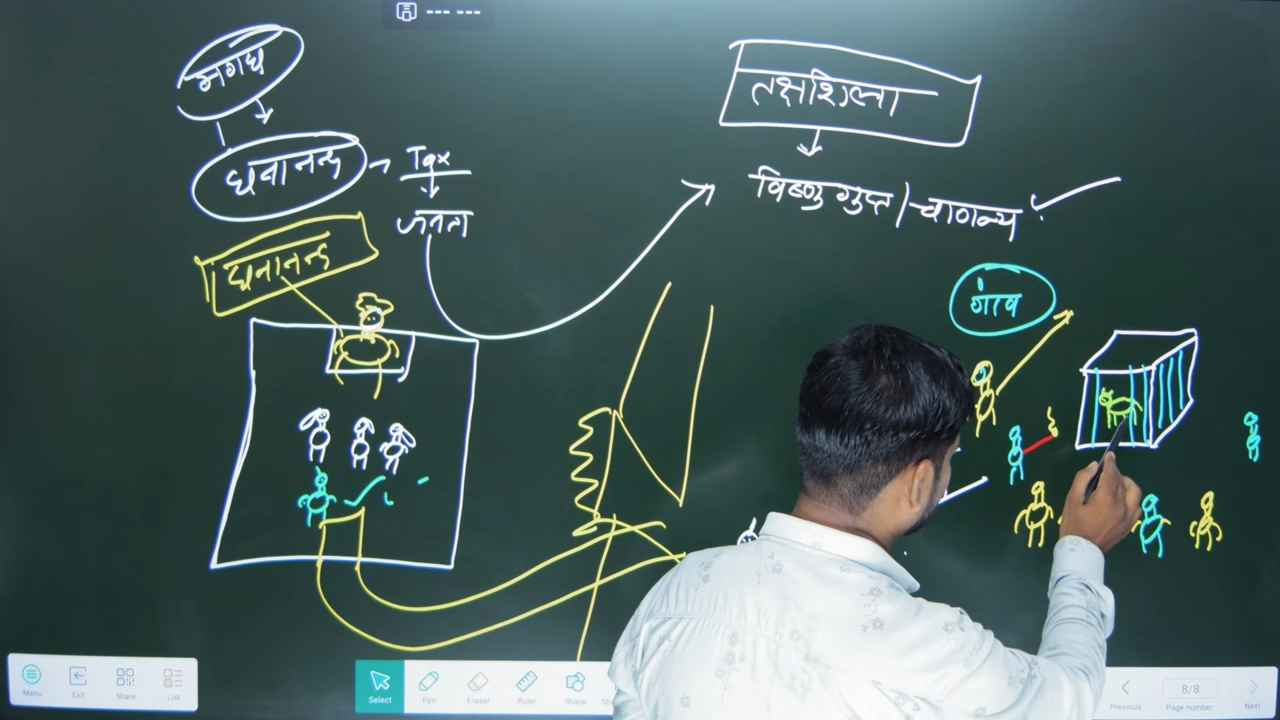 मगध
धनानन्द
Tax
जनता
धनानन्द
तक्षशिला
विष्णुगुप्त / चाणक्य
गांव
Menu
Exit
Share
List
Select
Pen
Eraser
Ruler
Shape
Previous
8/8
Page number
Next